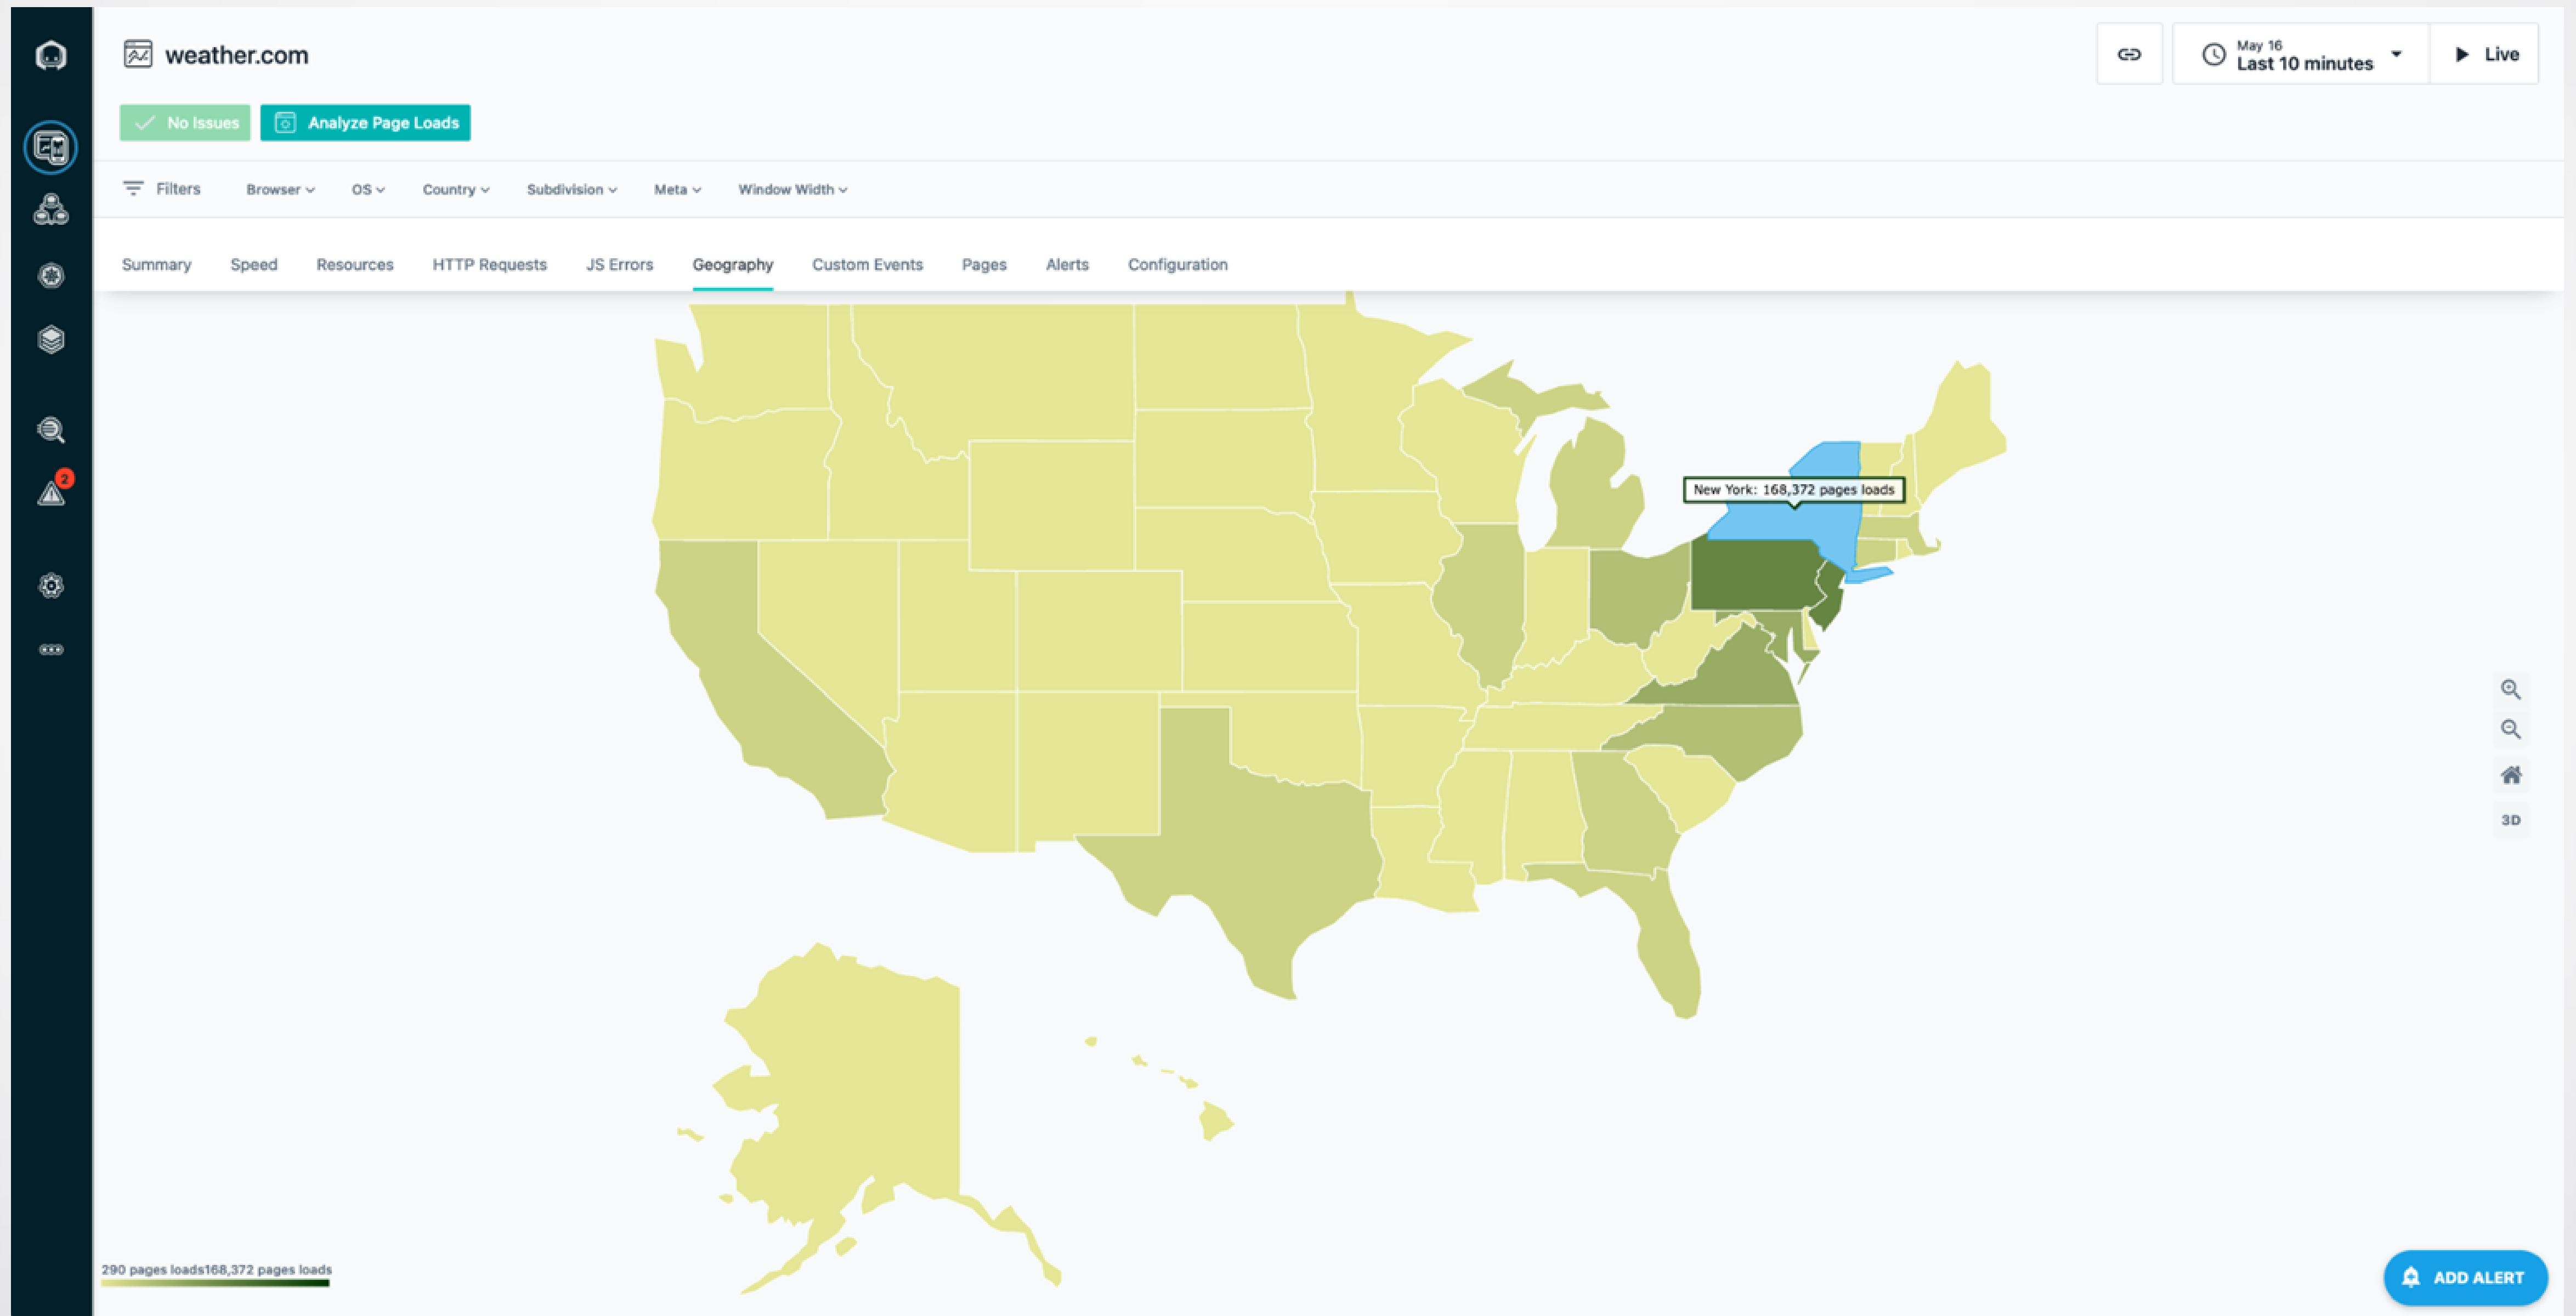 weather.com
May 16
Last 10 minutes
Live
No Issues
Analyze Page Loads
Filters Browser OS Country Subdivision Meta Window Width
Summary Speed Resources HTTP Requests JS Errors Geography Custom Events Pages Alerts Configuration
2
New York: 168,372 pages loads
3D
290 pages loads168,372 pages loads
ADD ALERT